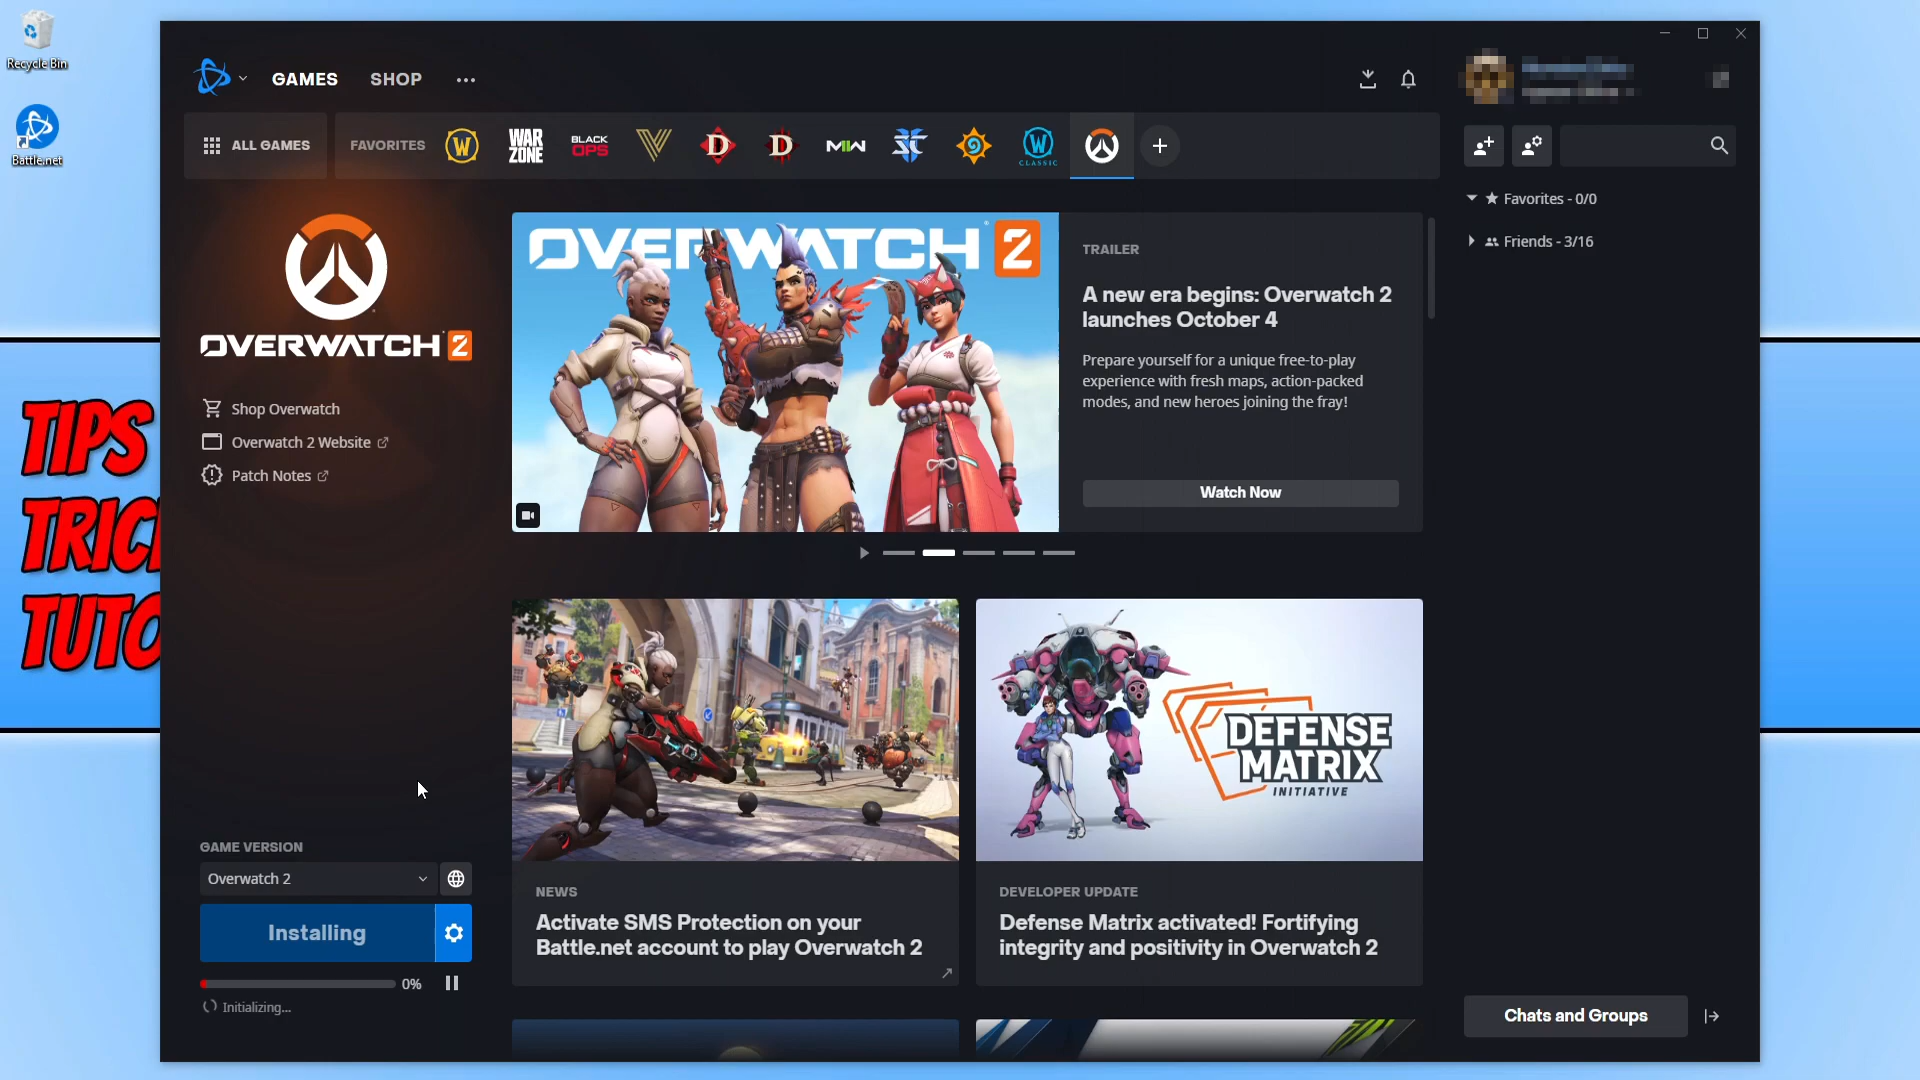 Recycle Bin
Battle.net
TIPS
TRIC
TUTO
GAMES
SHOP
ALL GAMES
FAVORITES
WAR
ZONE
BLACK
OPS
MW
CLASSIC
OVERWATCH 2
Shop Overwatch
Overwatch 2 Website
Patch Notes
OVERWATCH 2
TRAILER
A new era begins: Overwatch 2
launches October 4
Prepare yourself for a unique free-to-play
experience with fresh maps, action-packed
modes, and new heroes joining the fray!
Watch Now
DEFENSE
MATRIX
INITIATIVE
NEWS
Activate SMS Protection on your
Battle.net account to play Overwatch 2
DEVELOPER UPDATE
Defense Matrix activated! Fortifying
integrity and positivity in Overwatch 2
GAME VERSION
Overwatch 2
Installing
0%
Initializing...
Favorites - 0/0
Friends - 3/16
Chats and Groups